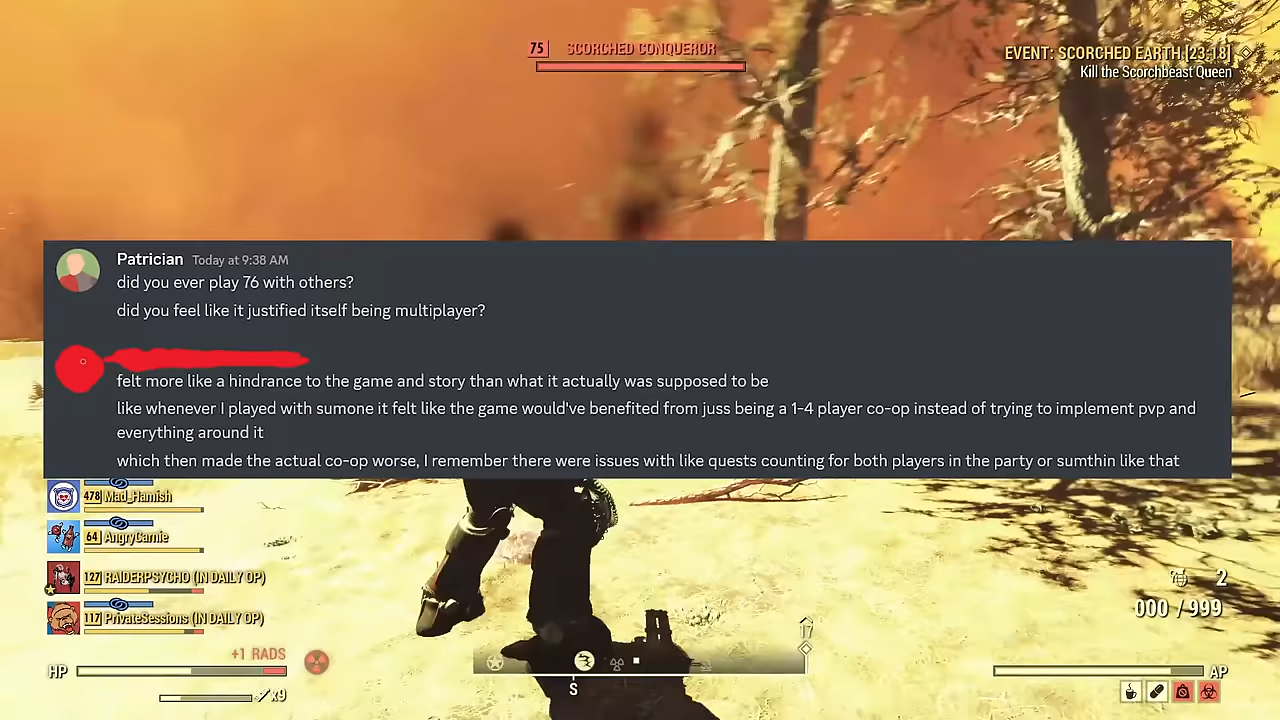 75 SCORCHED CONQUEROR
EVENT: SCORCHED EARTH [23:18]
Kill the Scorchbeast Queen
Patrician Today at 9:38 AM
did you ever play 76 with others?
did you feel like it justified itself being multiplayer?
felt more like a hindrance to the game and story than what it actually was supposed to be
like whenever I played with sumone it felt like the game would've benefited from juss being a 1-4 player co-op instead of trying to implement pvp and
everything around it
which then made the actual co-op worse, I remember there were issues with like quests counting for both players in the party or sumthin like that
478 Mad_Hamish
64 AngryCarnie
127 RAIDERPSYCHO (IN DAILY OP)
117 PrivateSessions (IN DAILY OP)
+1 RADS
HP
x9
S
17
2
000 / 999
AP